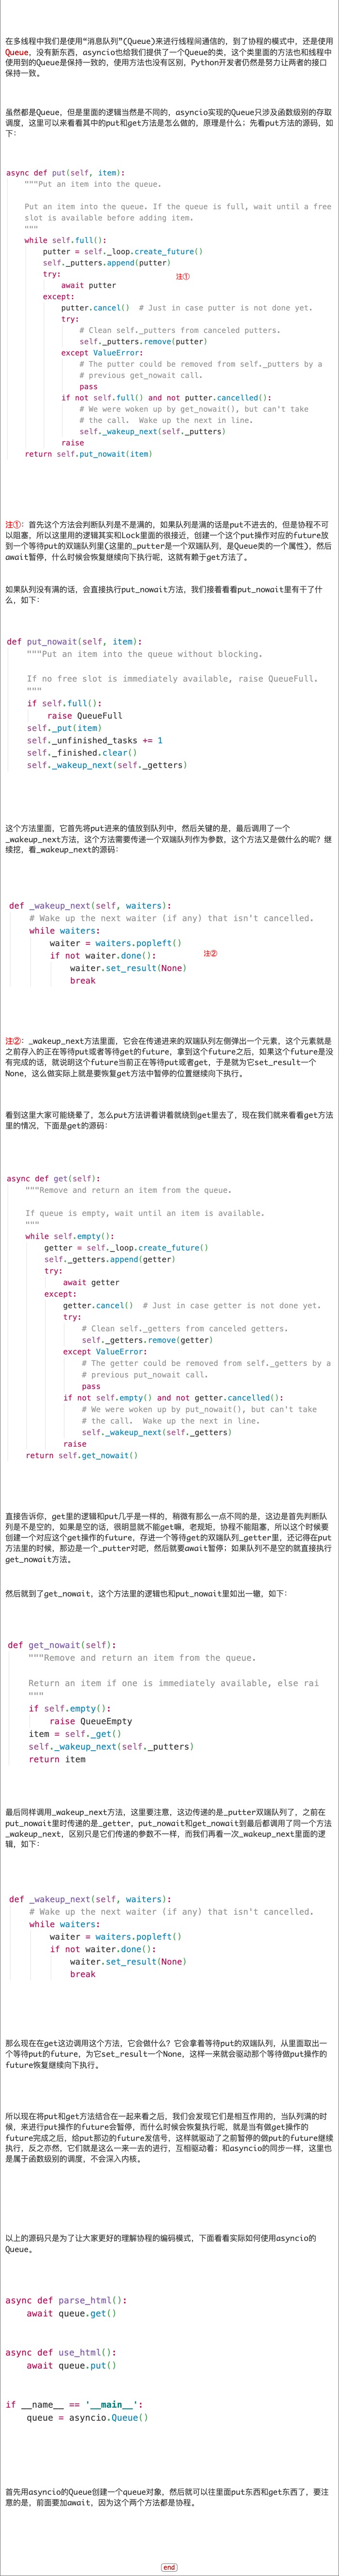 在多线程中我们是使用“消息队列”(Queue)来进行线程间通信的，到了协程的模式中，还是使用
Queue，没有新东西，asyncio也给我们提供了一个Queue的类，这个类里面的方法也和线程中
使用到的Queue是保持一致的，使用方法也没有区别，Python开发者仍然是努力让两者的接口
保持一致。
虽然都是Queue，但是里面的逻辑当然是不同的，asyncio实现的Queue只涉及函数级别的存取
调度，这里可以来看看其中的put和get方法是怎么做的，原理是什么；先看put方法的源码，如
下：
async def put(self, item):
"""Put an item into the queue.
Put an item into the queue. If the queue is full, wait until a free
slot is available before adding item.
"""
while self.full():
putter = self._loop.create_future()
self._putters.append(putter)
注①
try:
await putter
except:
putter.cancel()  # Just in case putter is not done yet.
try:
# Clean self._putters from canceled putters.
self._putters.remove(putter)
except ValueError:
# The putter could be removed from self._putters by a
# previous get_nowait call.
pass
if not self.full() and not putter.cancelled():
# We were woken up by get_nowait(), but can't take
# the call.  Wake up the next in line.
self._wakeup_next(self._putters)
raise
return self.put_nowait(item)
注①：首先这个方法会判断队列是不是满的，如果队列是满的话是put不进去的，但是协程不可
以阻塞，所以这里用的逻辑其实和Lock里面的很接近，创建一个这个put操作对应的future放
到一个等待put的双端队列里(这里的_putter是一个双端队列，是Queue类的一个属性)，然后
await暂停，什么时候会恢复继续向下执行呢，这就有赖于get方法了。
如果队列没有满的话，会直接执行put_nowait方法，我们接着看看put_nowait里有干了什
么，如下：
def put_nowait(self, item):
"""Put an item into the queue without blocking.
If no free slot is immediately available, raise QueueFull.
"""
if self.full():
raise QueueFull
self._put(item)
self._unfinished_tasks += 1
self._finished.clear()
self._wakeup_next(self._getters)
这个方法里面，它首先将put进来的值放到队列中，然后关键的是，最后调用了一个
_wakeup_next方法，这个方法需要传递一个双端队列作为参数，这个方法又是做什么的呢？继
续挖，看_wakeup_next的源码：
def _wakeup_next(self, waiters):
# Wake up the next waiter (if any) that isn't cancelled.
while waiters:
waiter = waiters.popleft()
if not waiter.done():
注②
waiter.set_result(None)
break
注②：_wakeup_next方法里面，它会在传递进来的双端队列左侧弹出一个元素，这个元素就是
之前存入的正在等待put或者等待get的future，拿到这个future之后，如果这个future是没
有完成的话，就说明这个future当前正在等待put或者get，于是就为它set_result一个
None，这么做实际上就是要恢复get方法中暂停的位置继续向下执行。
看到这里大家可能绕晕了，怎么put方法讲看讲着就绕到get里去了，现在我们就来看看get方法
里的情况，下面是get的源码：
async def get(self):
"""Remove and return an item from the queue.
If queue is empty, wait until an item is available.
"""
while self.empty():
getter = self._loop.create_future()
self._getters.append(getter)
try:
await getter
except:
getter.cancel()  # Just in case getter is not done yet.
try:
# Clean self._getters from canceled getters.
self._getters.remove(getter)
except ValueError:
# The getter could be removed from self._getters by a
# previous put_nowait call.
pass
if not self.empty() and not getter.cancelled():
# We were woken up by put_nowait(), but can't take
# the call.  Wake up the next in line.
self._wakeup_next(self._getters)
raise
return self.get_nowait()
直接告诉你，get里的逻辑和put几乎是一样的，稍微有那么一点不同的是，这边是首先判断队
列是不是空的，如果是空的话，很明显就不能get嘛，老规矩，协程不能阻塞，所以这个时候要
创建一个对应这个get操作的future，存进一个等待get的双端队列_getter里，还记得在put
方法里的时候，那边是一个_putter对吧，然后就要await暂停；如果队列不是空的就直接执行
get_nowait方法。
然后就到了get_nowait，这个方法里的逻辑也和put_nowait里如出一辙，如下：
def get_nowait(self):
"""Remove and return an item from the queue.
Return an item if one is immediately available, else rai
"""
if self.empty():
raise QueueEmpty
item = self._get()
self._wakeup_next(self._putters)
return item
最后同样调用_wakeup_next方法，这里要注意，这边传递的是_putter双端队列了，之前在
put_nowait里时传递的是_getter，put_nowait和get_nowait到最后都调用了同一个方法
_wakeup_next，区别只是它们传递的参数不一样，而我们再看一次_wakeup_next里面的逻
辑，如下：
def _wakeup_next(self, waiters):
# Wake up the next waiter (if any) that isn't cancelled.
while waiters:
waiter = waiters.popleft()
if not waiter.done():
waiter.set_result(None)
break
那么现在在get这边调用这个方法，它会做什么？它会拿着等待put的双端队列，从里面取出一
个等待put的future，为它set_result一个None，这样一来就会驱动那个等待做put操作的
future恢复继续向下执行。
所以现在将put和get方法结合在一起来看之后，我们会发现它们是相互作用的，当队列满的时
候，来进行put操作的future会暂停，而什么时候会恢复执行呢，就是当有做get操作的
future完成之后，给put那边的future发信号，这样就驱动了之前暂停的做put的future继续
执行，反之亦然，它们就是这么一来一去的进行，互相驱动着；和asyncio的同步一样，这里也
是属于函数级别的调度，不会深入内核。
以上的源码只是为了让大家更好的理解协程的编码模式，下面看看实际如何使用asyncio的
Queue。
async def parse_html():
await queue.get()
async def use_html():
await queue.put()
if __name__ == '__main__':
queue = asyncio.Queue()
首先用asyncio的Queue创建一个queue对象，然后就可以往里面put东西和get东西了，要注
意的是，前面要加await，因为这个两个方法都是协程。
end